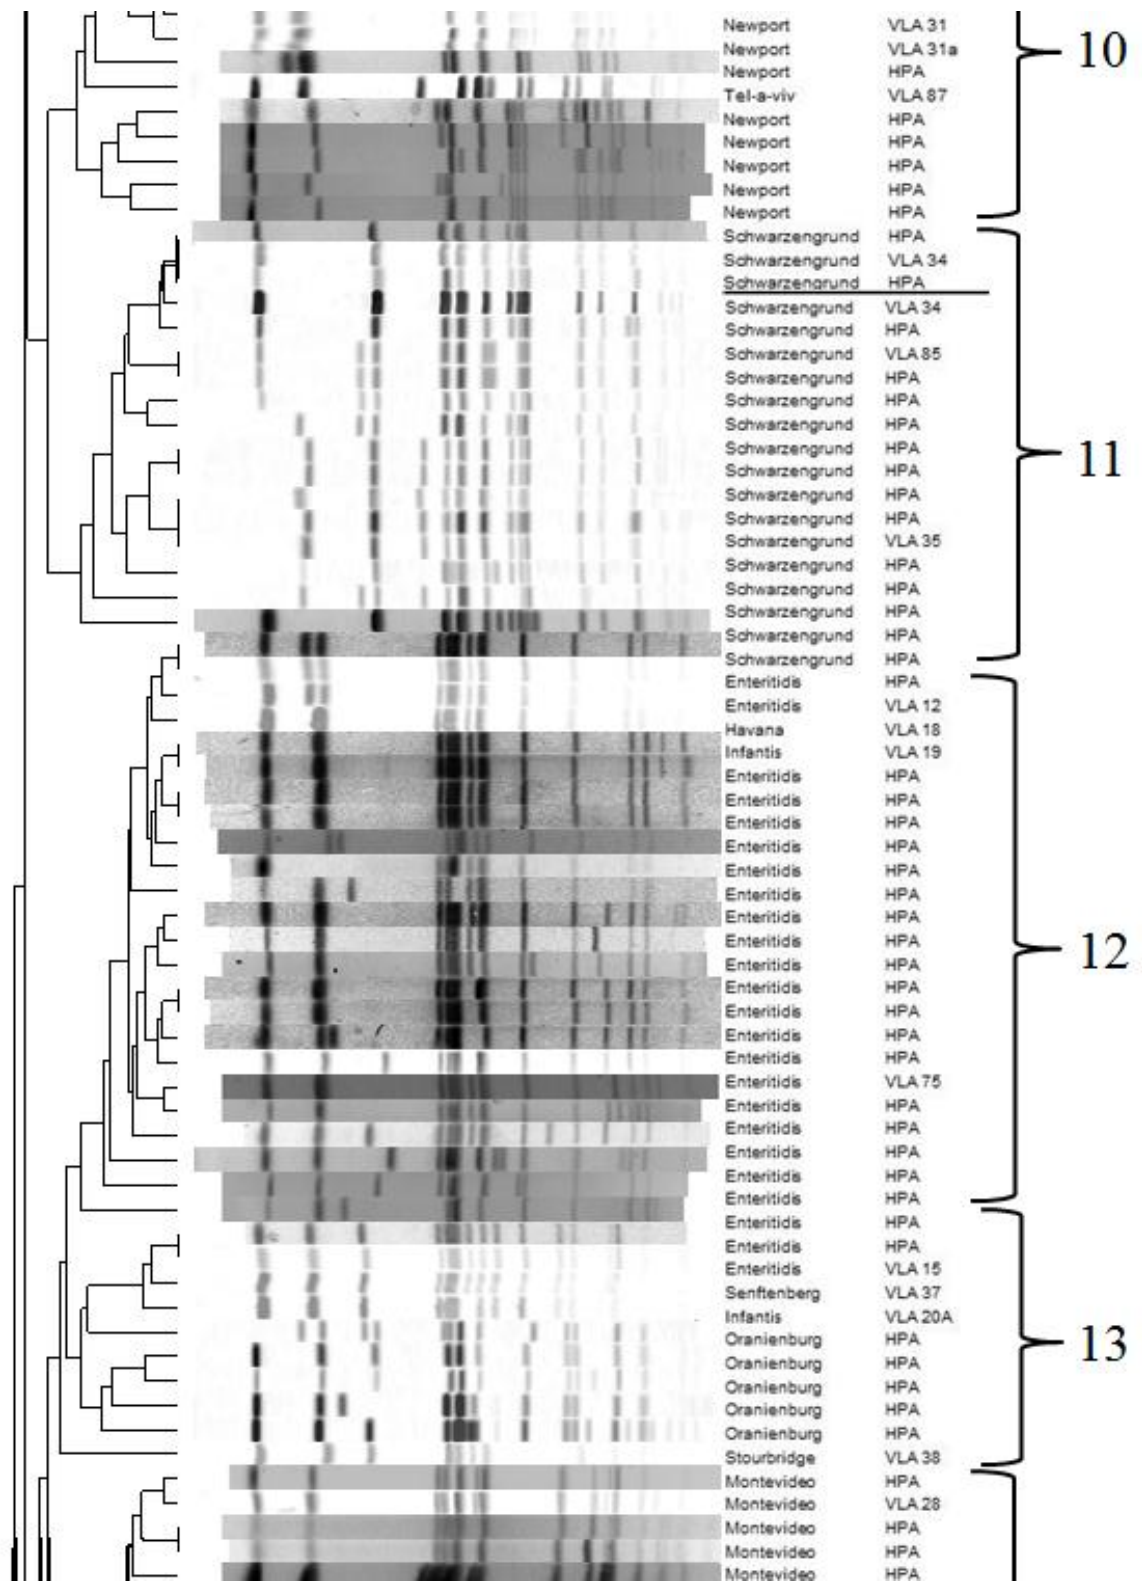 Newport VLA 31
Newport VLA 31a
Newport HPA
Tel-a-viv VLA 87
Newport HPA
Newport HPA
Newport HPA
Newport HPA
Newport HPA
10
Schwarzengrund HPA
Schwarzengrund VLA 34
Schwarzengrund HPA
Schwarzengrund VLA 34
Schwarzengrund HPA
Schwarzengrund VLA 85
Schwarzengrund HPA
Schwarzengrund HPA
Schwarzengrund HPA
Schwarzengrund HPA
Schwarzengrund HPA
Schwarzengrund HPA
Schwarzengrund HPA
Schwarzengrund VLA 35
Schwarzengrund HPA
Schwarzengrund HPA
Schwarzengrund HPA
Schwarzengrund HPA
Schwarzengrund HPA
11
Enteritidis HPA
Enteritidis VLA 12
Havana VLA 18
Infantis VLA 19
Enteritidis HPA
Enteritidis HPA
Enteritidis HPA
Enteritidis HPA
Enteritidis HPA
Enteritidis HPA
Enteritidis HPA
Enteritidis HPA
Enteritidis HPA
Enteritidis HPA
Enteritidis HPA
Enteritidis HPA
Enteritidis HPA
Enteritidis VLA 75
Enteritidis HPA
Enteritidis HPA
Enteritidis HPA
Enteritidis HPA
Enteritidis HPA
12
Enteritidis HPA
Enteritidis HPA
Enteritidis VLA 15
Senftenberg VLA 37
Infantis VLA 20A
Oranienburg HPA
Oranienburg HPA
Oranienburg HPA
Oranienburg HPA
Oranienburg HPA
Stourbridge VLA 38
13
Montevideo HPA
Montevideo VLA 28
Montevideo HPA
Montevideo HPA
Montevideo HPA